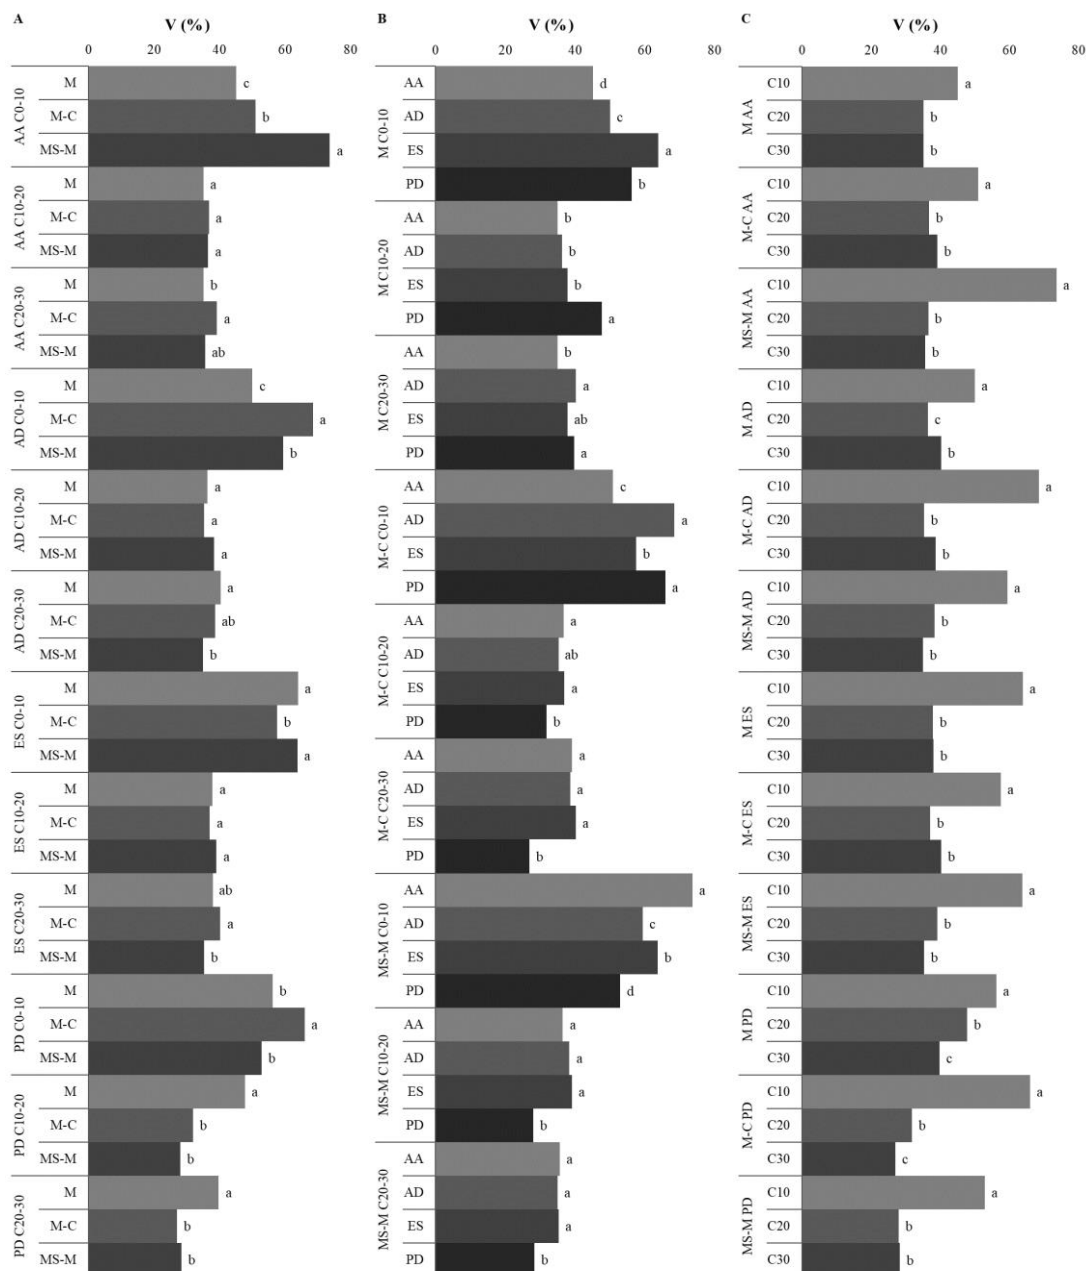 A
V (%)
0 20 40 60 80
AA C0-10
M c
M-C b
MS-M a
AA C10-20
M a
M-C a
MS-M a
AA C20-30
M b
M-C a
MS-M ab
AD C0-10
M c
M-C a
MS-M b
AD C10-20
M a
M-C a
MS-M a
AD C20-30
M a
M-C ab
MS-M b
ES C0-10
M a
M-C b
MS-M a
ES C10-20
M a
M-C a
MS-M a
ES C20-30
M ab
M-C a
MS-M b
PD C0-10
M b
M-C a
MS-M b
PD C10-20
M a
M-C b
MS-M b
PD C20-30
M a
M-C b
MS-M b
B
V (%)
0 20 40 60 80
M C0-10
AA d
AD c
ES a
PD b
M C10-20
AA b
AD b
ES b
PD a
M C20-30
AA b
AD a
ES ab
PD a
M-C C0-10
AA c
AD a
ES b
PD a
M-C C10-20
AA a
AD ab
ES a
PD b
M-C C20-30
AA a
AD a
ES a
PD b
MS-M C0-10
AA a
AD c
ES b
PD d
MS-M C10-20
AA a
AD a
ES a
PD b
MS-M C20-30
AA a
AD a
ES a
PD b
C
V (%)
0 20 40 60 80
M AA
C10 a
C20 b
C30 b
M-C AA
C10 a
C20 b
C30 b
MS-M AA
C10 a
C20 b
C30 b
M AD
C10 a
C20 c
C30 b
M-C AD
C10 a
C20 b
C30 b
MS-M AD
C10 a
C20 b
C30 b
M ES
C10 a
C20 b
C30 b
M-C ES
C10 a
C20 b
C30 b
MS-M ES
C10 a
C20 b
C30 b
M PD
C10 a
C20 b
C30 c
M-C PD
C10 a
C20 b
C30 c
MS-M PD
C10 a
C20 b
C30 b